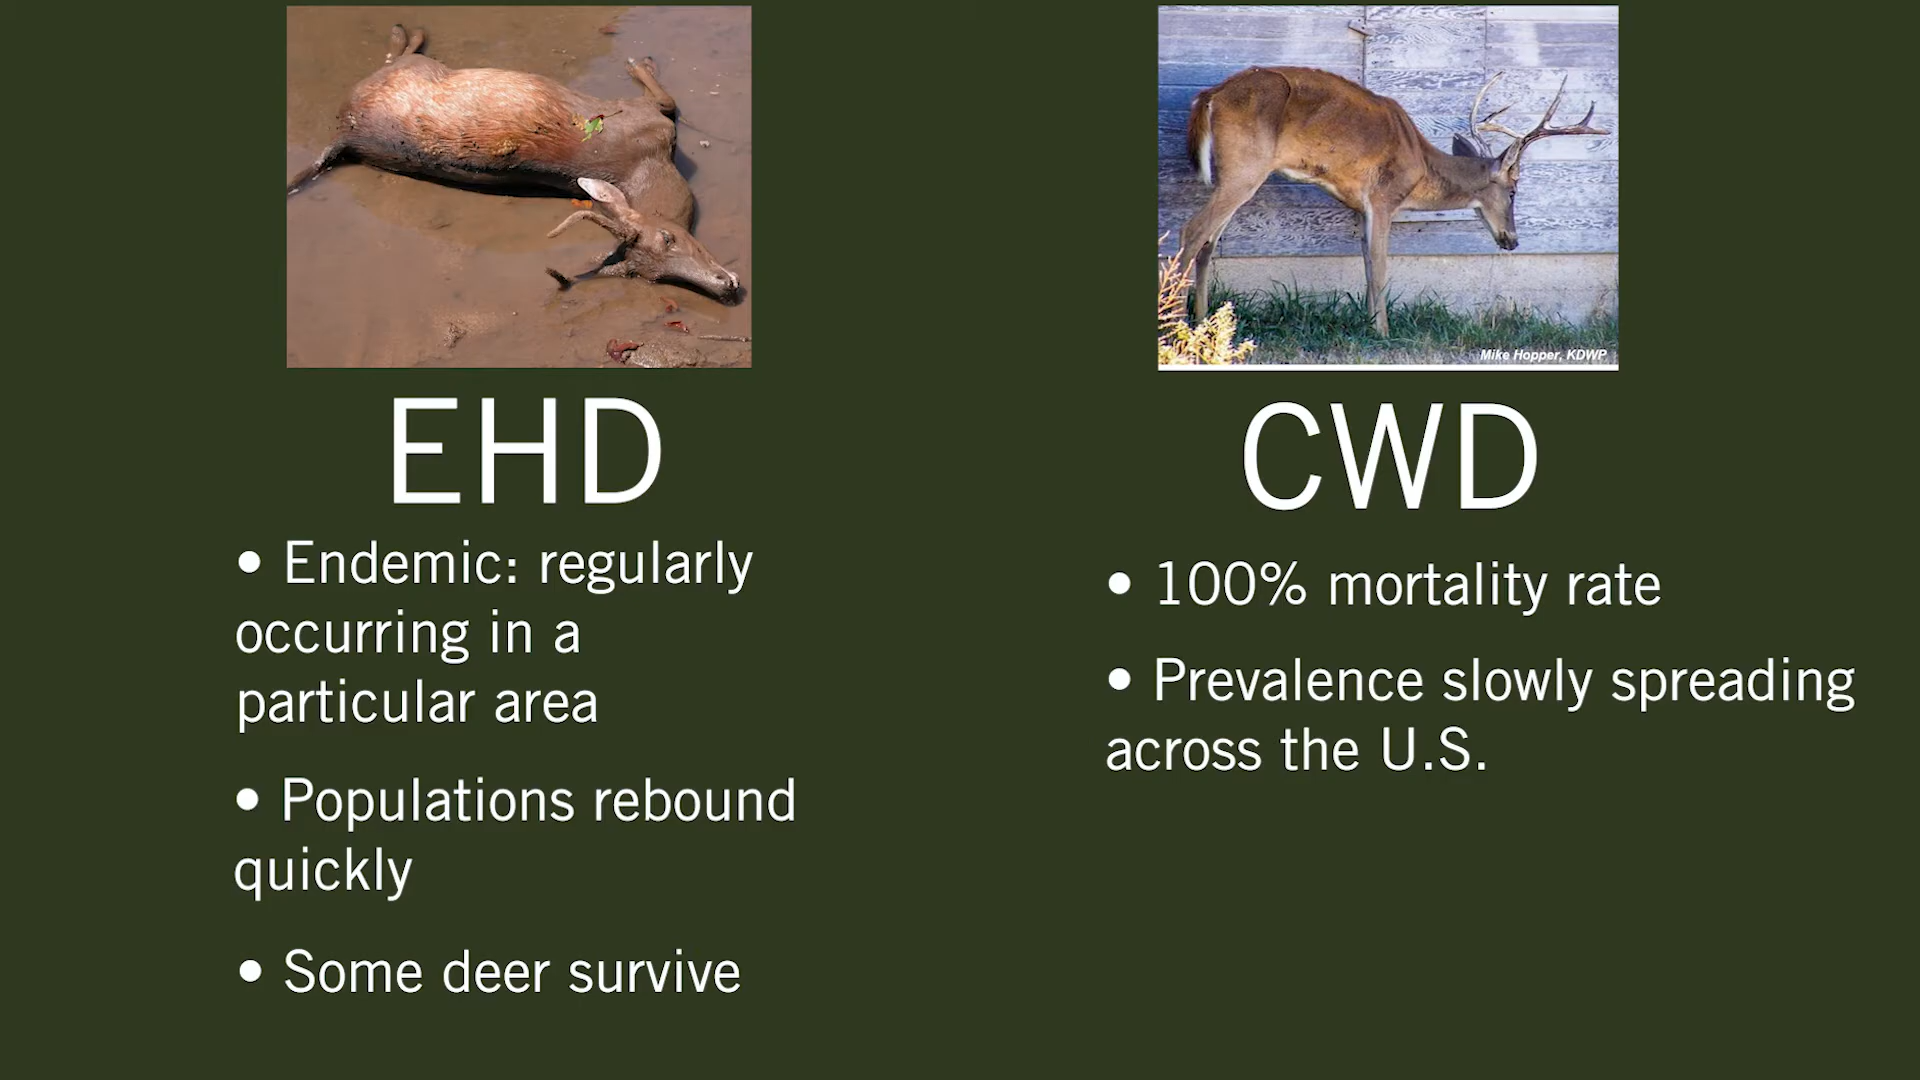 Mike Hopper, KDWP
EHD
• Endemic: regularly
occurring in a
particular area
• Populations rebound
quickly
• Some deer survive
CWD
• 100% mortality rate
• Prevalence slowly spreading
across the U.S.